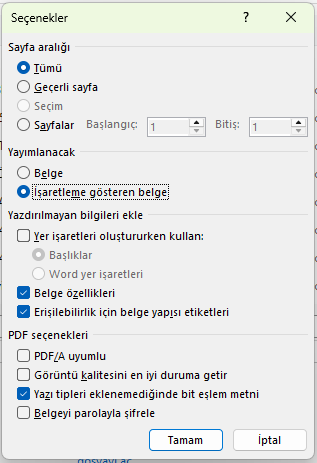 Seçenekler
Sayfa aralığı
Tümü
Geçerli sayfa
Seçim
Sayfalar Başlangıç: 1 Bitiş: 1
Yayımlanacak
Belge
İşaretleme gösteren belge
Yazdırılmayan bilgileri ekle
Yer işaretleri oluştururken kullan:
Başlıklar
Word yer işaretleri
Belge özellikleri
Erişilebilirlik için belge yapısı etiketleri
PDF seçenekleri
PDF/A uyumlu
Görüntü kalitesini en iyi duruma getir
Yazı tipleri eklenemediğinde bit eşlem metni
Belgeyi parolayla şifrele
Tamam İptal